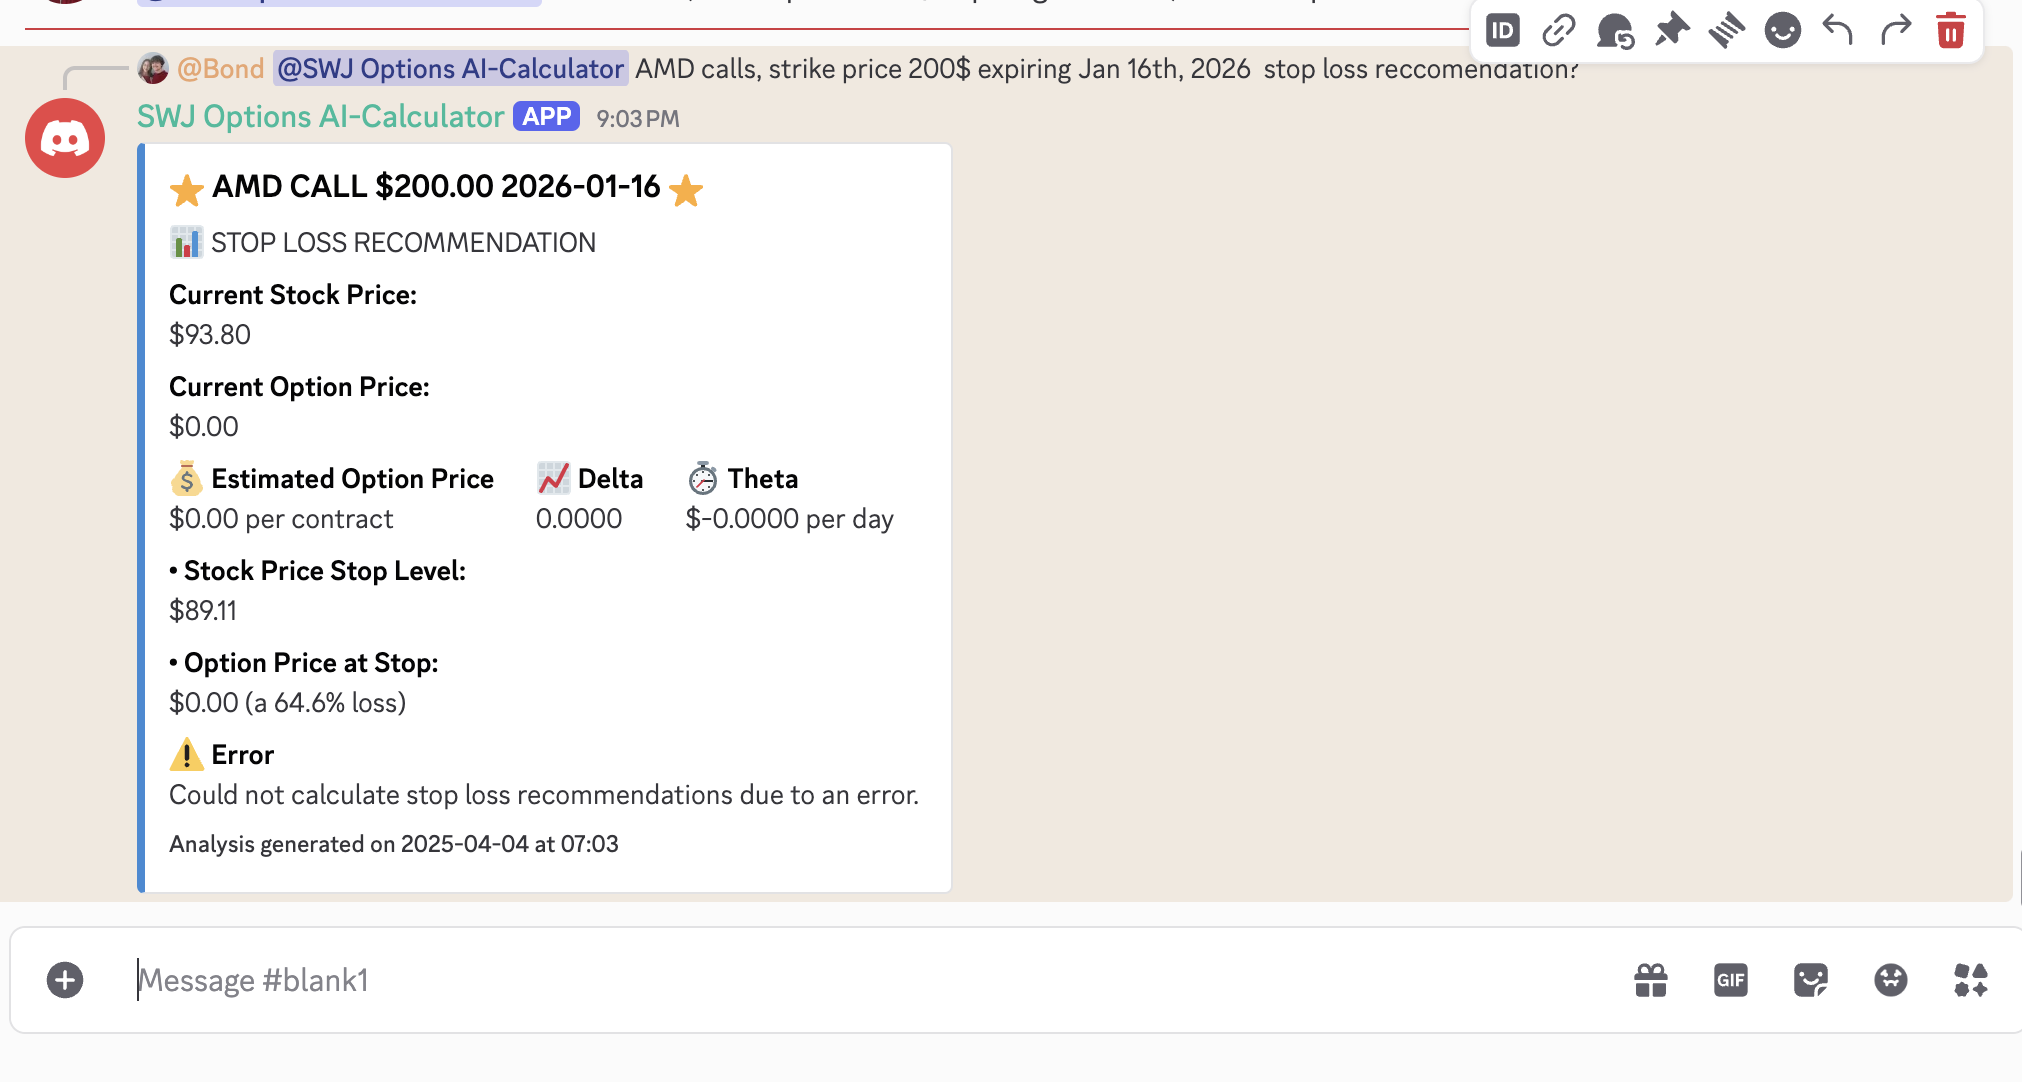 @Bond @SWJ Options AI-Calculator AMD calls, strike price 200$ expiring Jan 16th, 2026 stop loss reccomendation?
ID
SWJ Options AI-Calculator APP 9:03 PM
AMD CALL $200.00 2026-01-16
STOP LOSS RECOMMENDATION
Current Stock Price:
$93.80
Current Option Price:
$0.00
Estimated Option Price Delta Theta
$0.00 per contract 0.0000 $-0.0000 per day
• Stock Price Stop Level:
$89.11
• Option Price at Stop:
$0.00 (a 64.6% loss)
Error
Could not calculate stop loss recommendations due to an error.
Analysis generated on 2025-04-04 at 07:03
Message #blank1
GIF